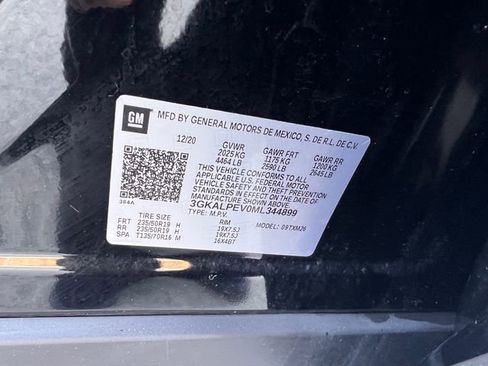 GM
MFD BY GENERAL MOTORS DE MEXICO, S. DE R.L. DE C.V.
12/20 GVWR GAWR FRT GAWR RR
2025 KG 1175 KG 1200 KG
4464 LB 2590 LB 2645 LB
THIS VEHICLE CONFORMS TO ALL
APPLICABLE U.S. FEDERAL MOTOR VEHICLE
SAFETY, BUMPER, AND THEFT PREVENTION
STANDARDS IN EFFECT ON THE DATE OF
MANUFACTURE SHOWN ABOVE.
3GKALPEV0ML344899
384A TYPE: M.P.V. MODEL: 09TXM26
TIRE SIZE RIM
FRT 235/50R19 H 19X7.5J
RR 235/50R19 H 19X7.5J
SPA T135/70R16 M 16X4BT